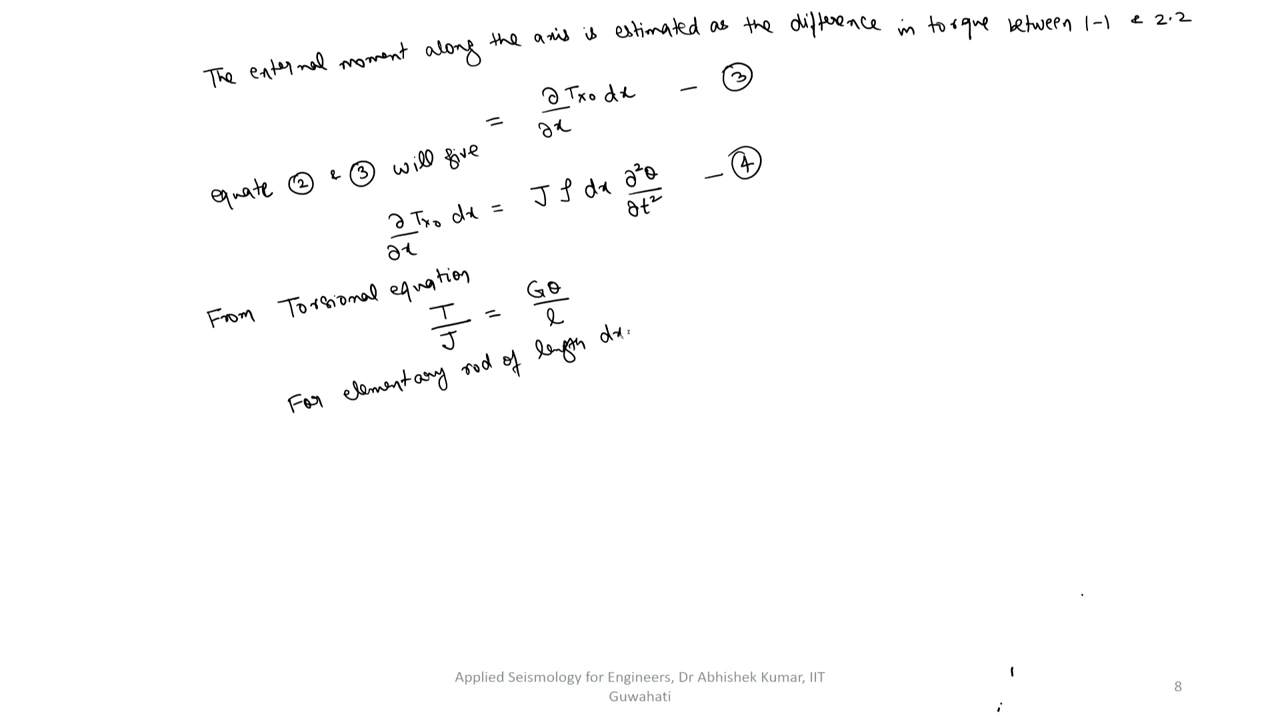 The external moment along the axis is estimated as the difference in torque between 1-1 & 2.2
= ∂T_x₀ dx / ∂x — ③
equate ② & ③ will give
∂T_x₀ dx / ∂x = J ρ dx ∂²θ/∂t² — ④
From Torsional equation
T/J = Gθ/l
For elementary rod of length dx.
Applied Seismology for Engineers, Dr Abhishek Kumar, IIT
Guwahati
8